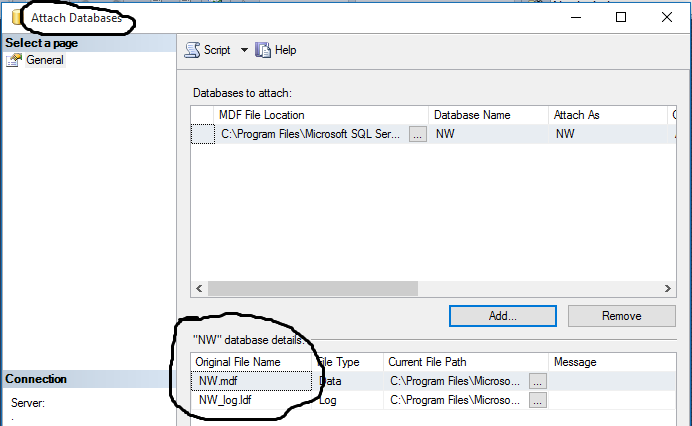 Attach Databases
Select a page
General
Script Help
Databases to attach:
MDF File Location Database Name Attach As
C:\Program Files\Microsoft SQL Ser... ... NW NW
Add... Remove
"NW" database details:
Original File Name File Type Current File Path Message
NW.mdf Data C:\Program Files\Microso... ...
NW_log.ldf Log C:\Program Files\Microso... ...
Connection
Server: